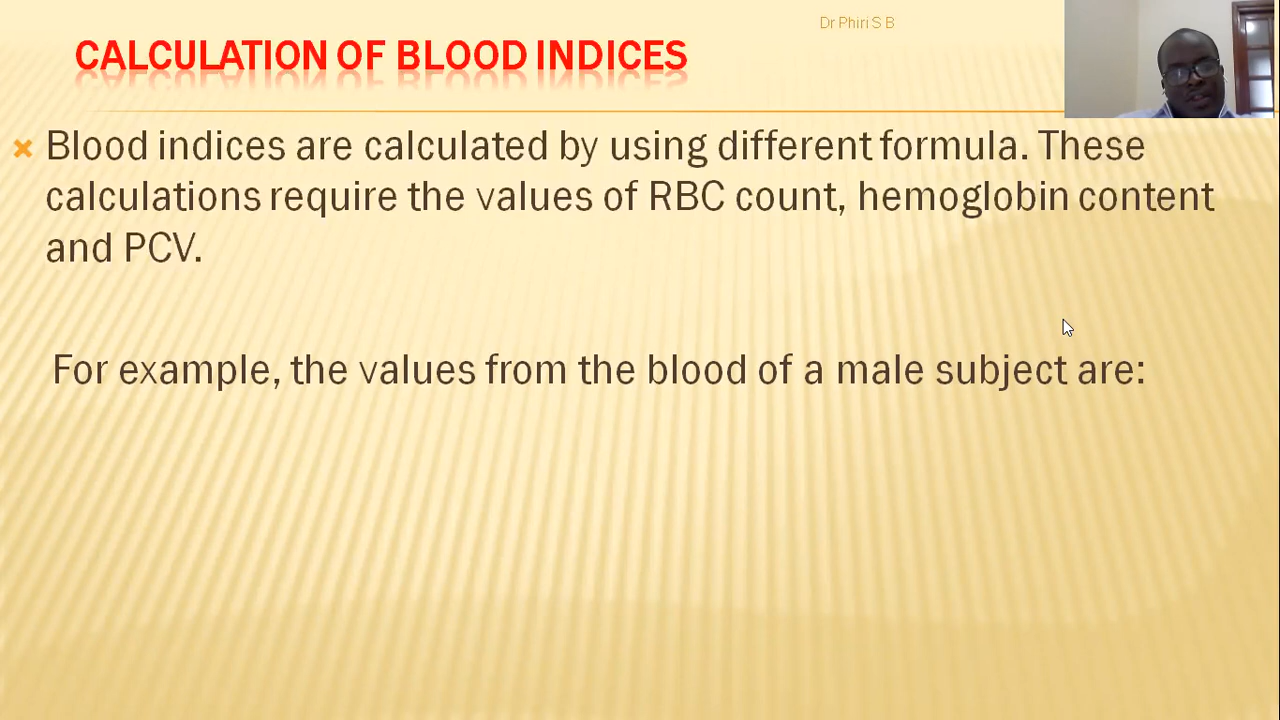 Dr Phiri S B
CALCULATION OF BLOOD INDICES
Blood indices are calculated by using different formula. These
calculations require the values of RBC count, hemoglobin content
and PCV.
For example, the values from the blood of a male subject are: